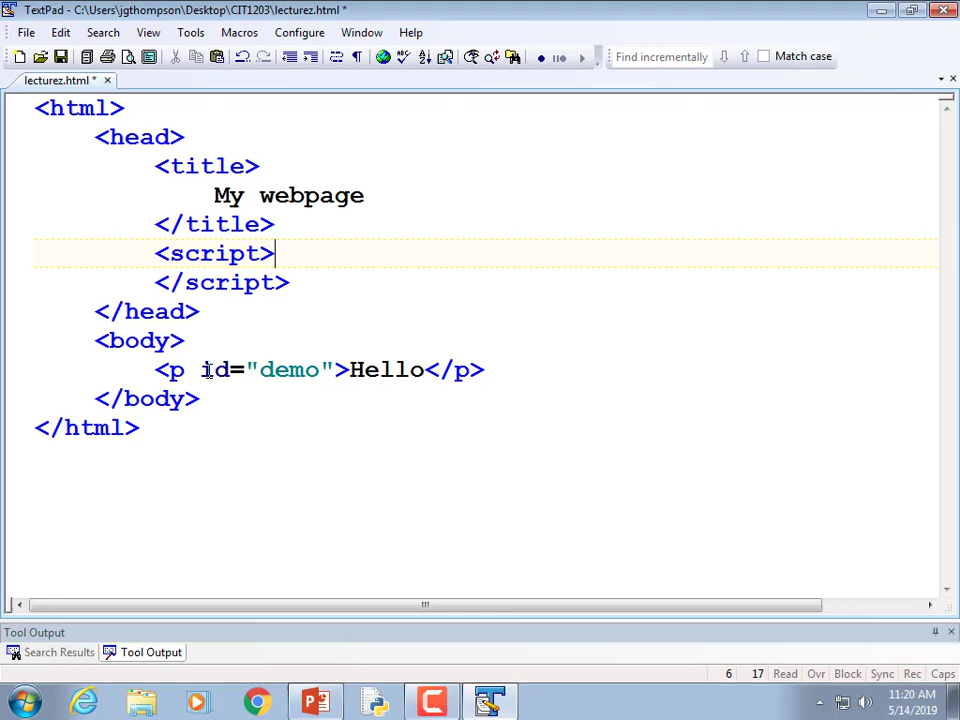 TextPad - C:\Users\jgthompson\Desktop\CIT1203\lecturez.html *
File Edit Search View Tools Macros Configure Window Help
Find incrementally Match case
lecturez.html *
<html>
<head>
<title>
My webpage
</title>
<script>
</script>
</head>
<body>
<p id="demo">Hello</p>
</body>
</html>
Tool Output
Search Results Tool Output
6 17 Read Ovr Block Sync Rec Caps
11:20 AM
5/14/2019